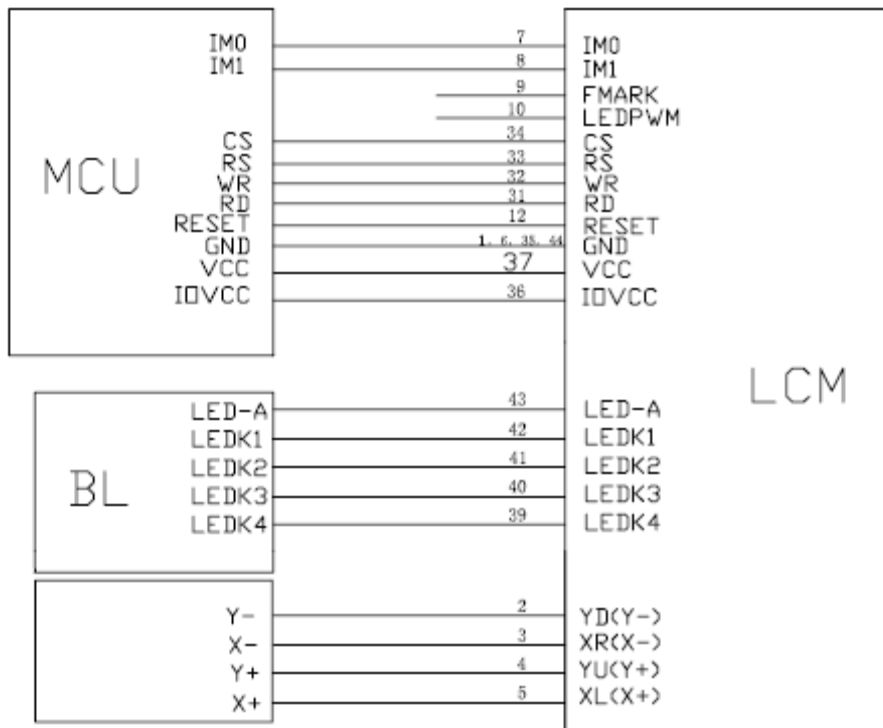 IM0 7 IM0
IM1 8 IM1
9 FMARK
10 LEDPWM
CS 34 CS
RS 33 RS
MCU
WR 32 WR
RD 31 RD
RESET 12 RESET
GND 1. 6. 35. 44 GND
VCC 37 VCC
IOVCC 36 IOVCC
LCM
LED-A 43 LED-A
LEDK1 42 LEDK1
LEDK2 41 LEDK2
BL
LEDK3 40 LEDK3
LEDK4 39 LEDK4
Y- 2 YD(Y-)
X- 3 XR(X-)
Y+ 4 YU(Y+)
X+ 5 XL(X+)